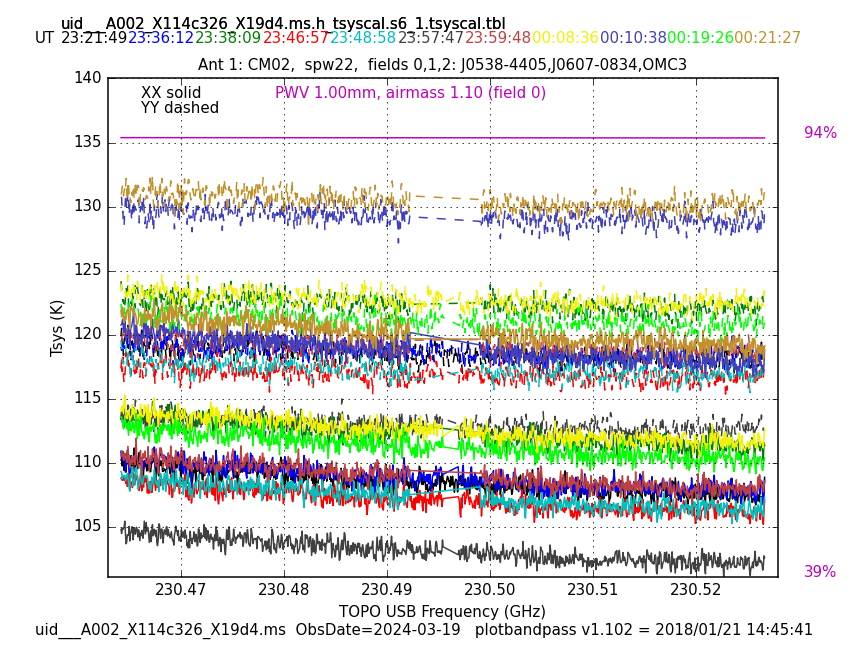 uid___A002_X114c326_X19d4.ms.h_tsyscal.s6_1.tsyscal.tbl
UT 23:21:49 23:36:12 23:38:09 23:46:57 23:48:58 23:57:47 23:59:48 00:08:36 00:10:38 00:19:26 00:21:27
Ant 1: CM02,  spw22,  fields 0,1,2: J0538-4405,J0607-0834,OMC3
140
XX solid
PWV 1.00mm, airmass 1.10 (field 0)
YY dashed
94%
135
130
125
120
115
110
105
Tsys (K)
39%
230.47 230.48 230.49 230.50 230.51 230.52
TOPO USB Frequency (GHz)
uid___A002_X114c326_X19d4.ms  ObsDate=2024-03-19   plotbandpass v1.102 = 2018/01/21 14:45:41